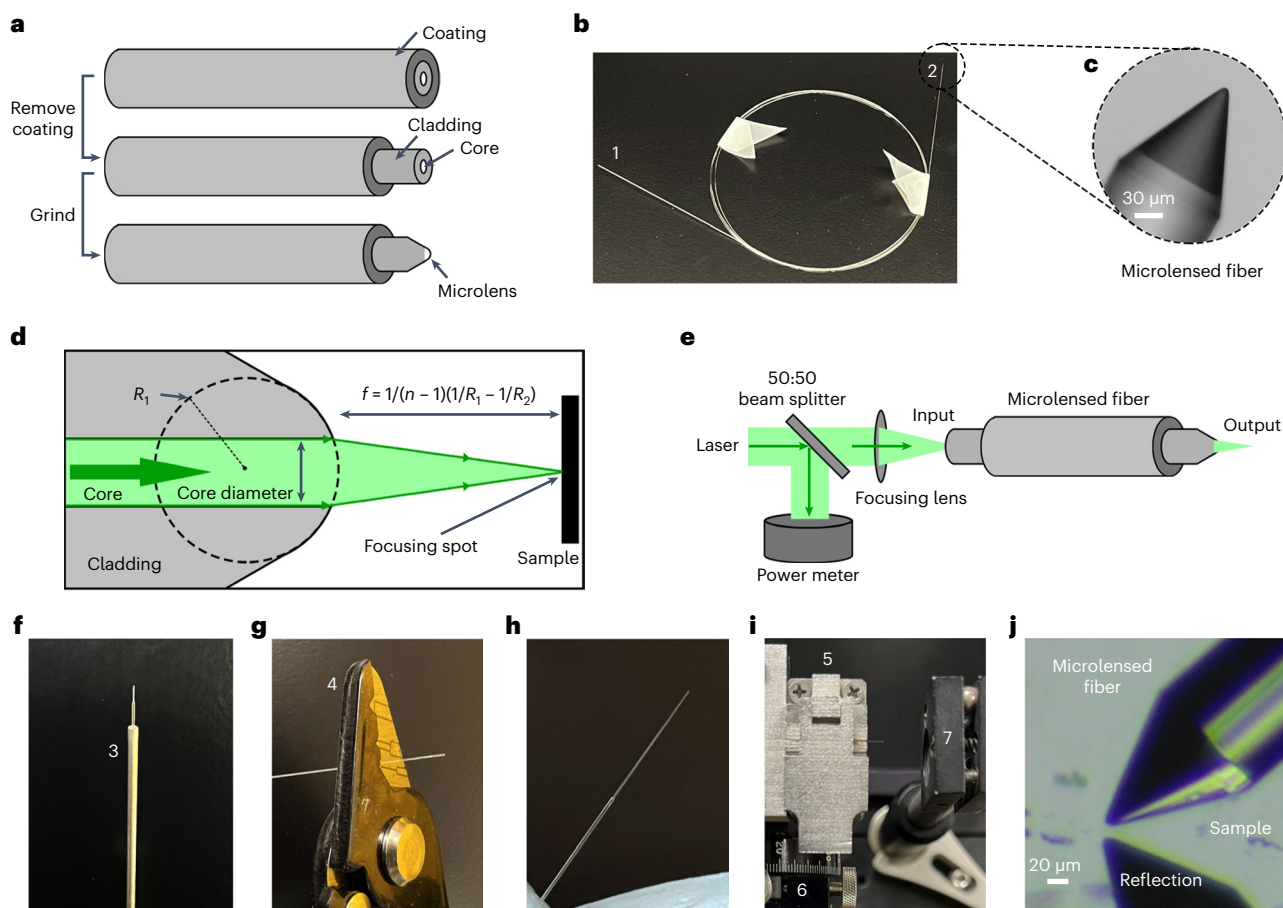 a
Coating
Remove
coating
Cladding
Core
Grind
Microlens
b
1
2
c
30 µm
Microlensed fiber
d
R1
f = 1/(n − 1)(1/R1 − 1/R2)
Core
Core diameter
Focusing spot
Sample
Cladding
e
50:50
beam splitter
Input
Microlensed fiber
Output
Laser
Focusing lens
Power meter
f
3
g
4
h
i
5
7
6
j
Microlensed
fiber
Sample
20 µm
Reflection